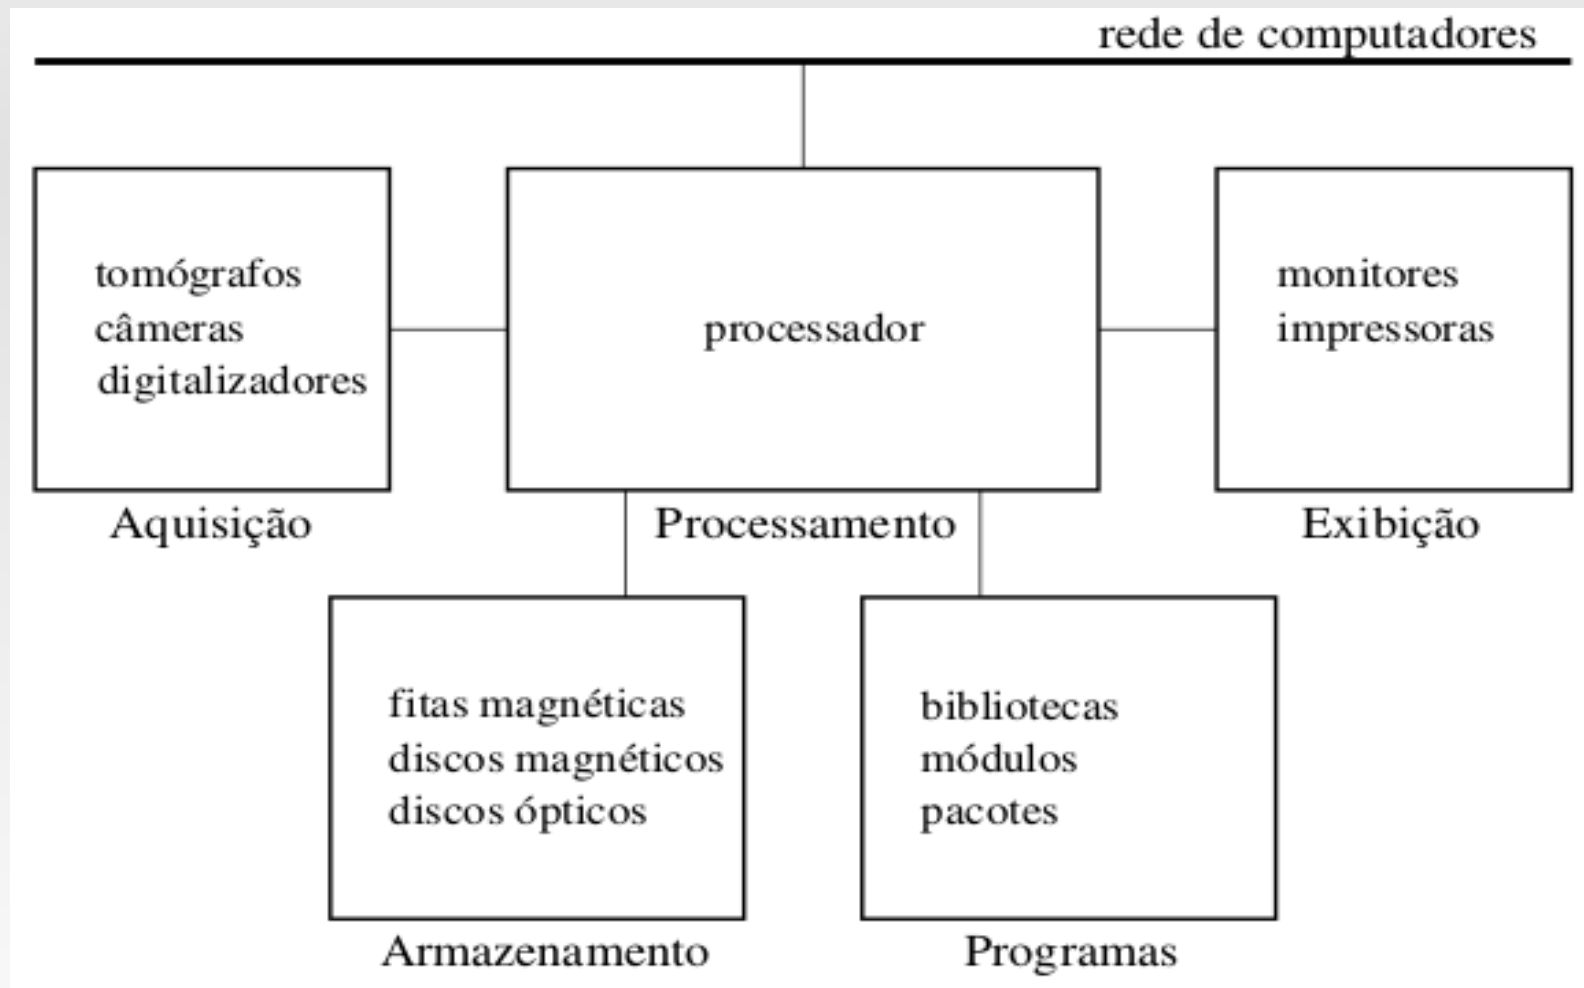 rede de computadores
tomógrafos
câmeras
digitalizadores
Aquisição
processador
Processamento
monitores
impressoras
Exibição
fitas magnéticas
discos magnéticos
discos ópticos
Armazenamento
bibliotecas
módulos
pacotes
Programas